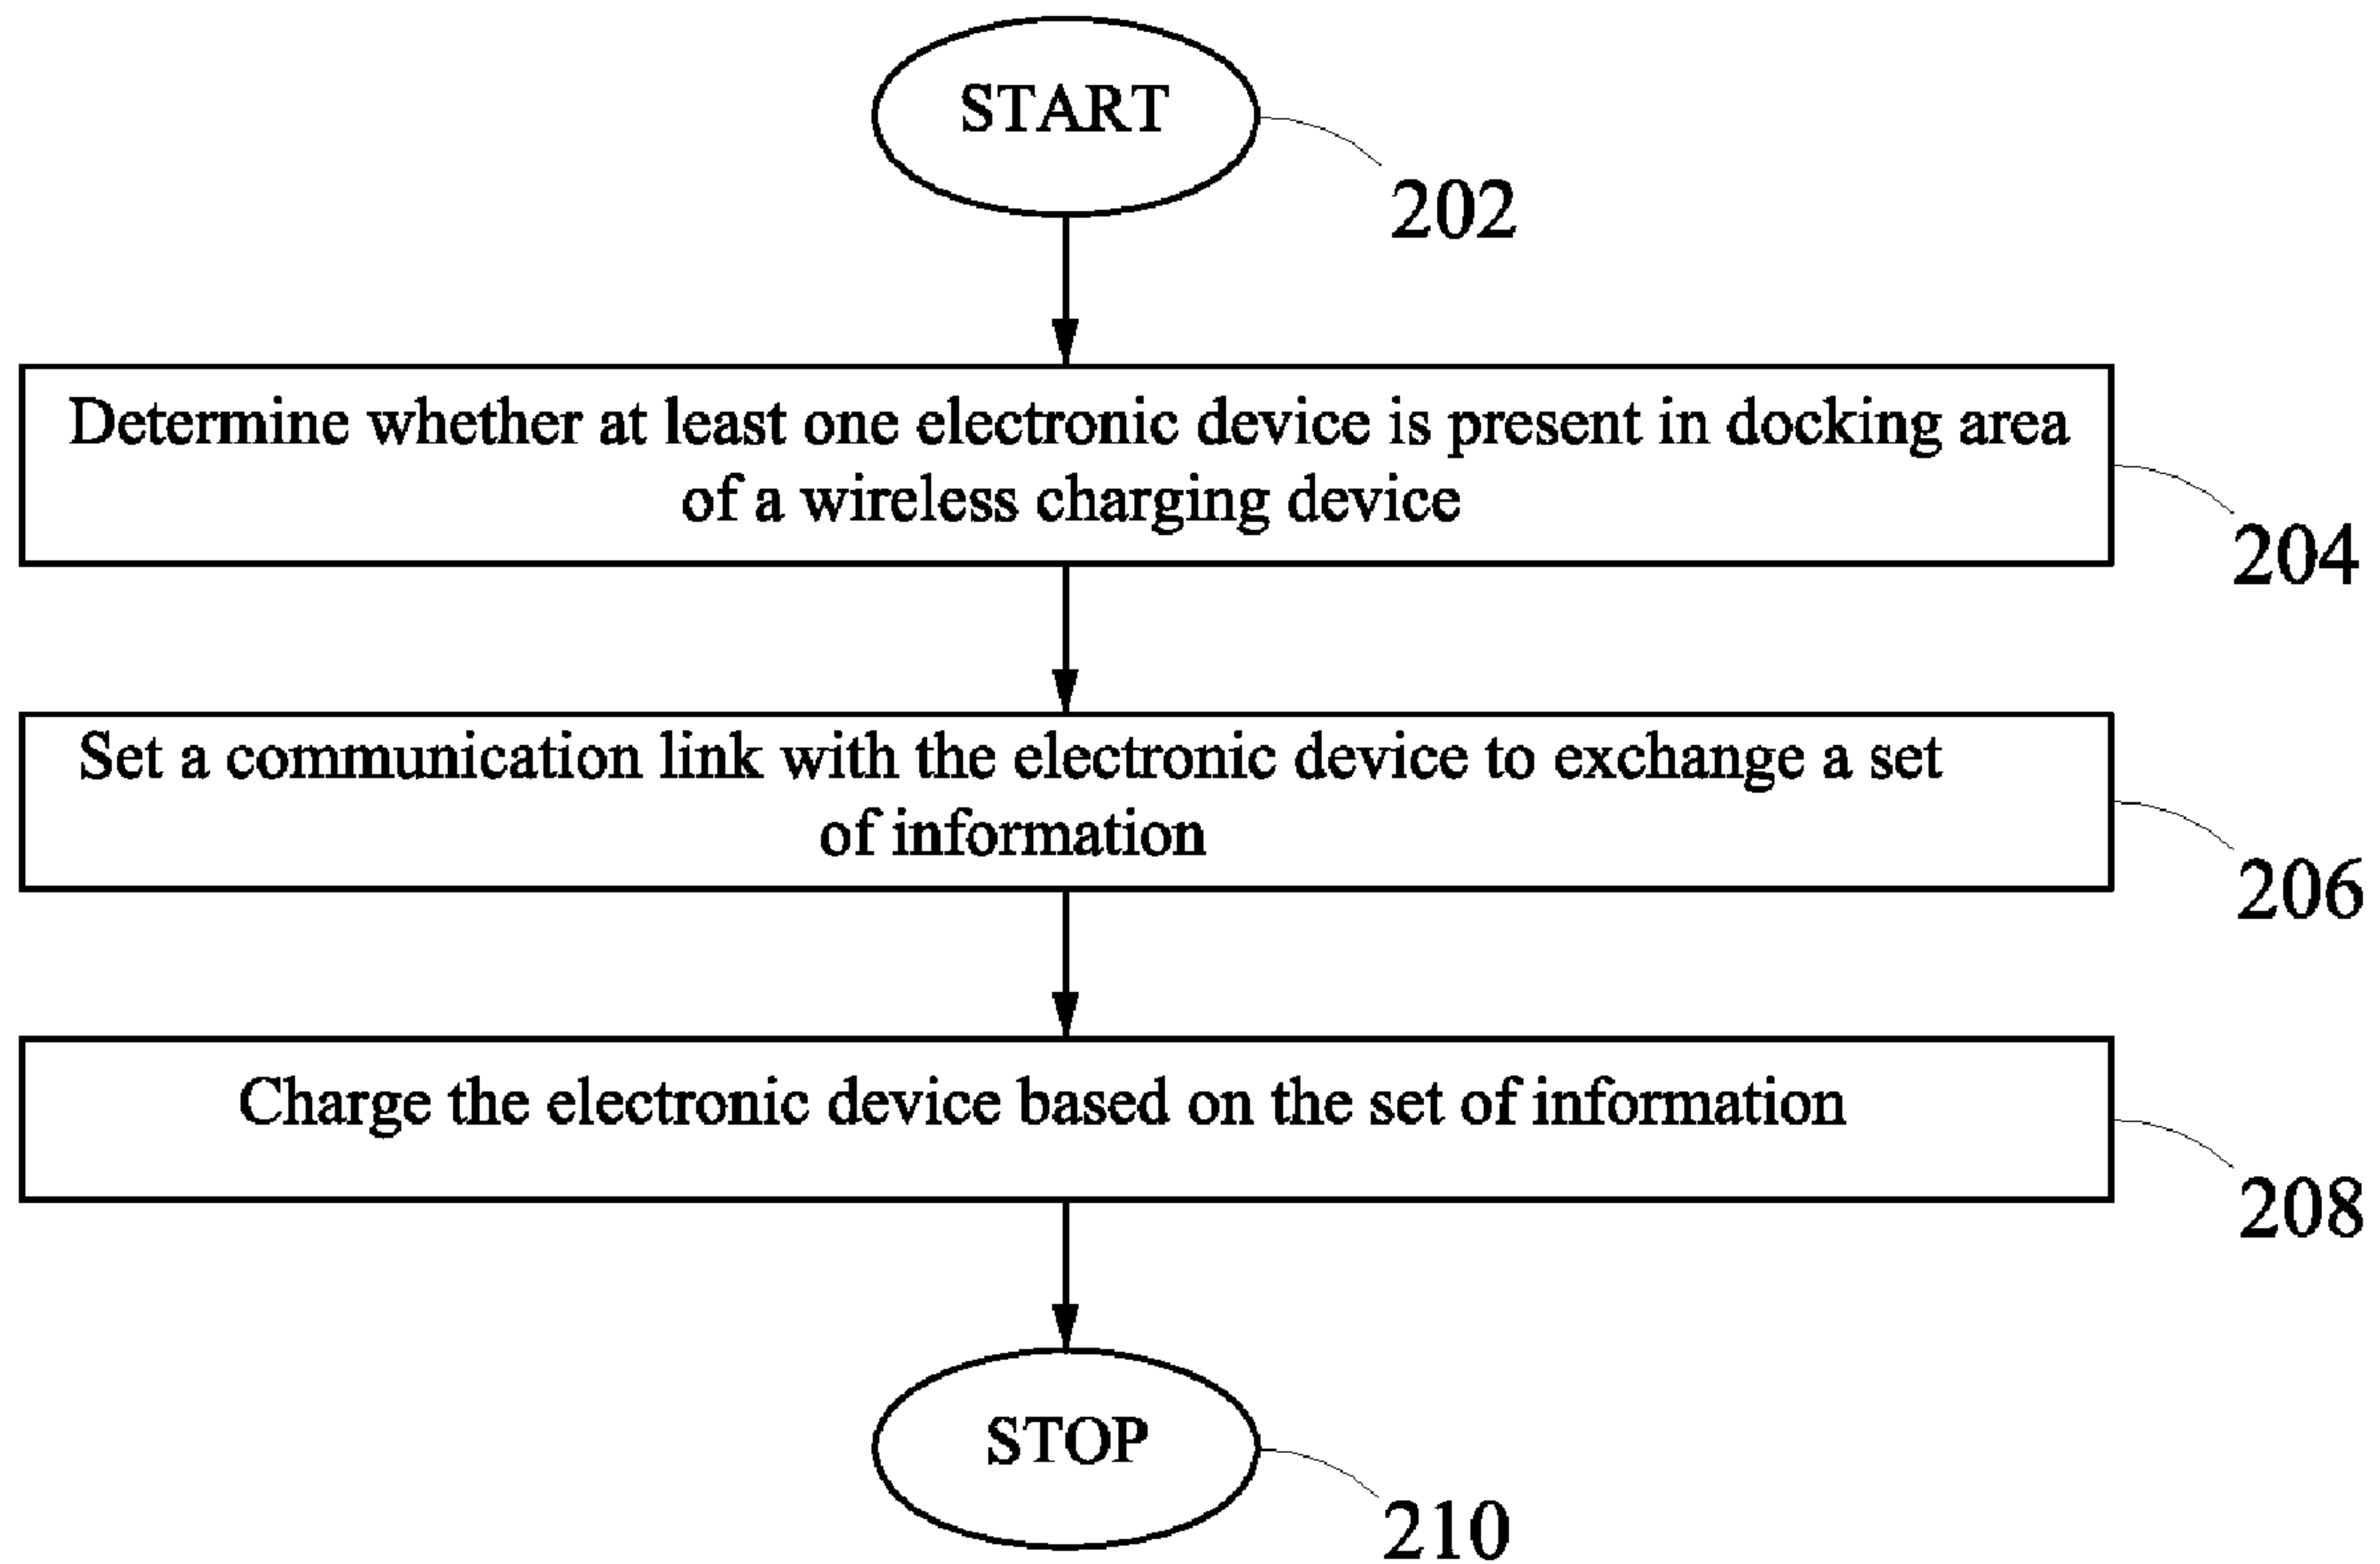 START
202
Determine whether at least one electronic device is present in docking area
of a wireless charging device
204
Set a communication link with the electronic device to exchange a set
of information
206
Charge the electronic device based on the set of information
208
STOP
210